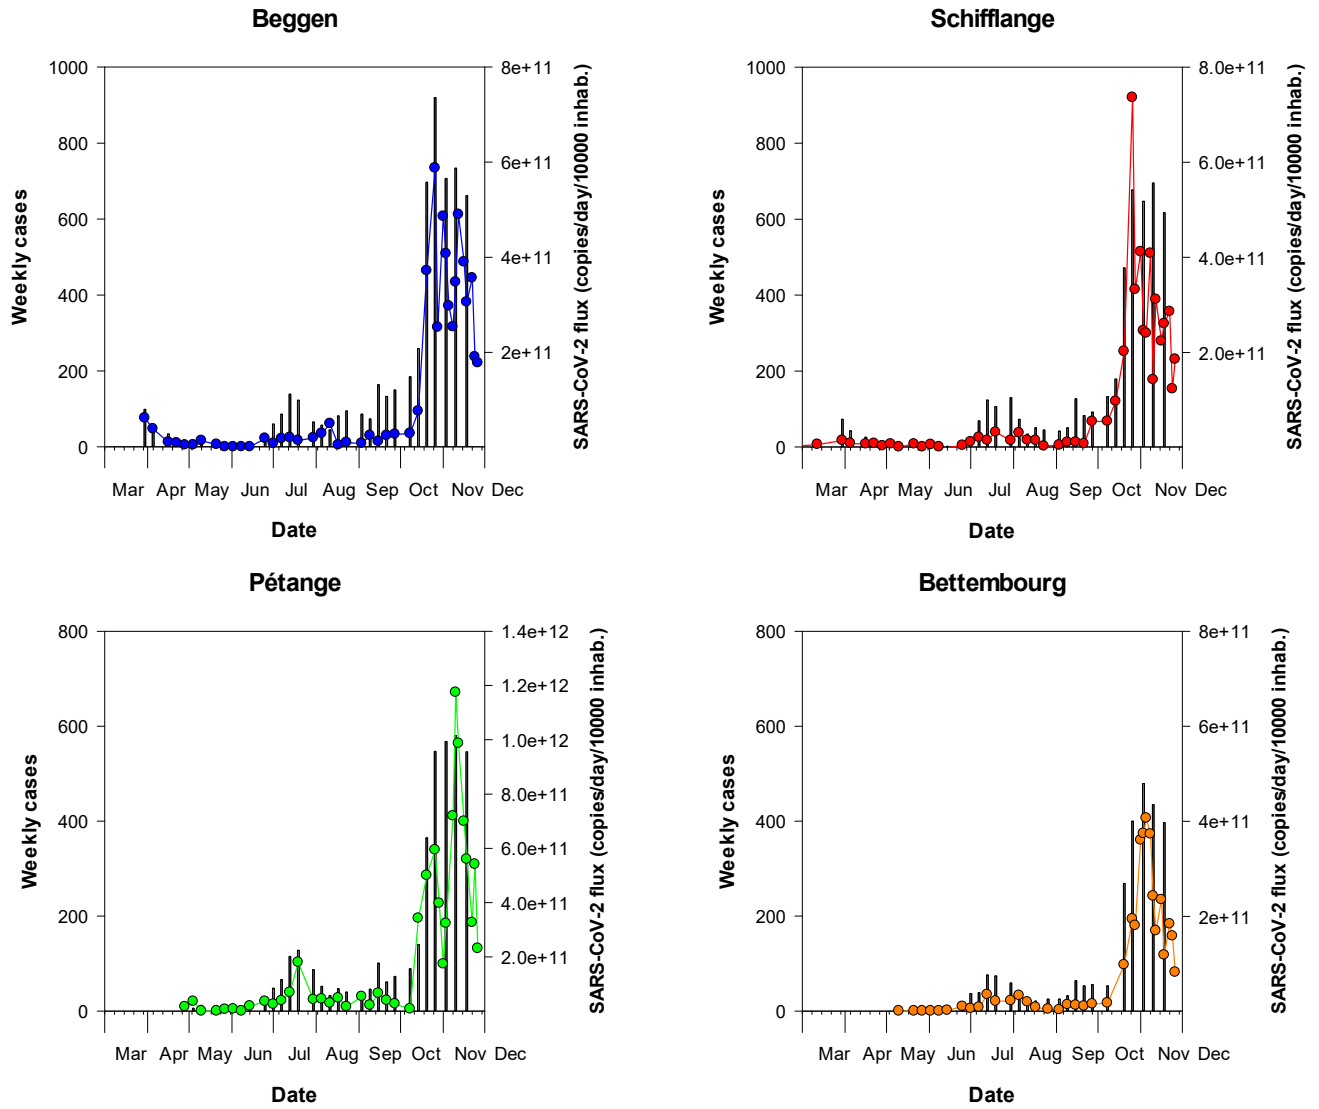 Beggen
1000
800
600
400
200
0
8e+11
6e+11
4e+11
2e+11
Weekly cases
SARS-CoV-2 flux (copies/day/10000 inhab.)
Mar Apr May Jun Jul Aug Sep Oct Nov Dec
Date
Schifflange
1000
800
600
400
200
0
8.0e+11
6.0e+11
4.0e+11
2.0e+11
Weekly cases
SARS-CoV-2 flux (copies/day/10000 inhab.)
Mar Apr May Jun Jul Aug Sep Oct Nov Dec
Date
Pétange
800
600
400
200
0
1.4e+12
1.2e+12
1.0e+12
8.0e+11
6.0e+11
4.0e+11
2.0e+11
Weekly cases
SARS-CoV-2 flux (copies/day/10000 inhab.)
Mar Apr May Jun Jul Aug Sep Oct Nov Dec
Date
Bettembourg
800
600
400
200
0
8e+11
6e+11
4e+11
2e+11
Weekly cases
SARS-CoV-2 flux (copies/day/10000 inhab.)
Mar Apr May Jun Jul Aug Sep Oct Nov Dec
Date